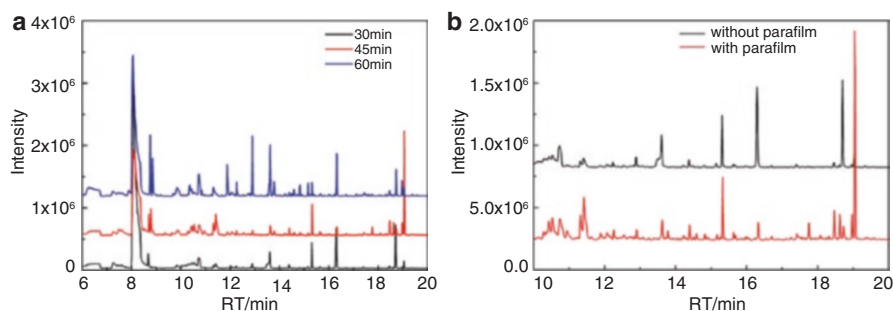 a
4x10⁶
3x10⁶
2x10⁶
1x10⁶
0
Intensity
30min
45min
60min
6 8 10 12 14 16 18 20
RT/min
b
2.0x10⁶
1.5x10⁶
1.0x10⁶
5.0x10⁶
0.0
Intensity
without parafilm
with parafilm
10 12 14 16 18 20
RT/min